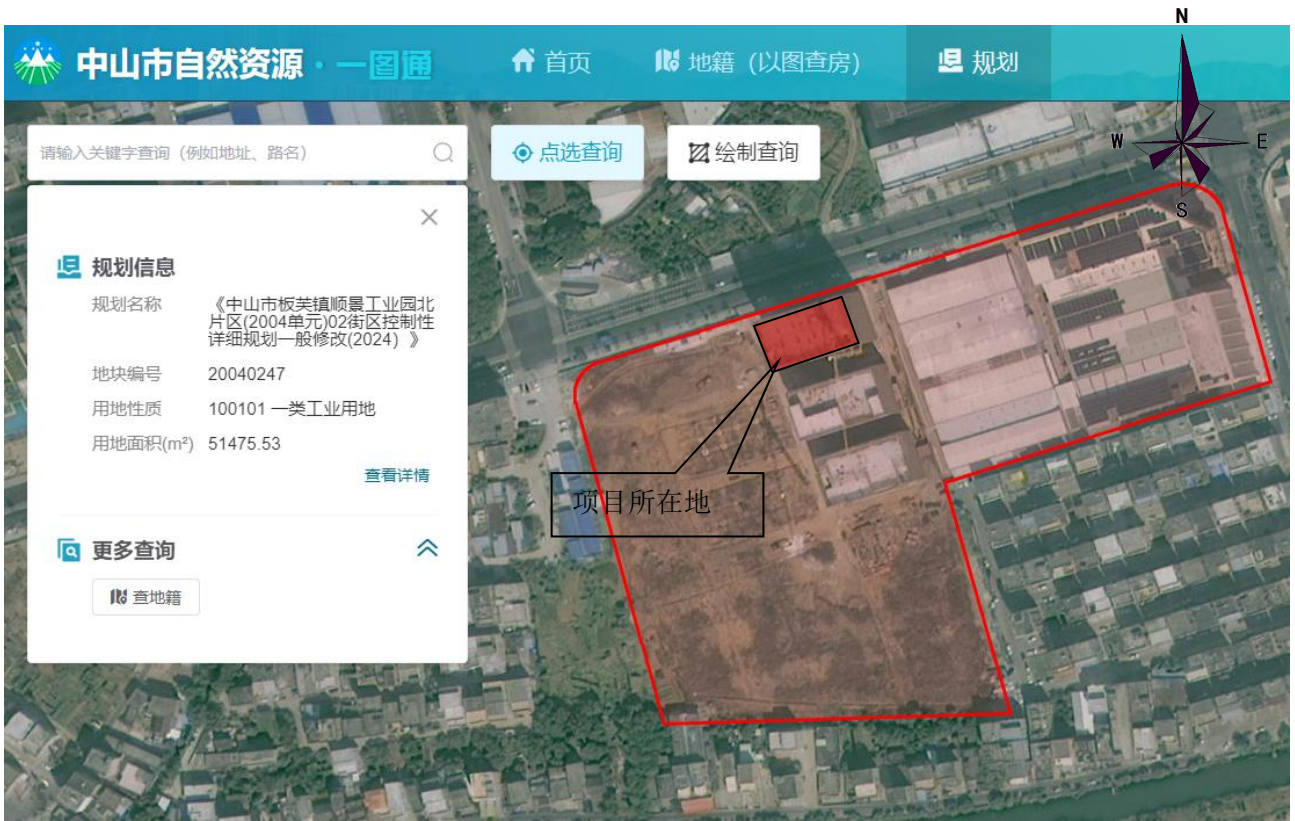 N
中山市自然资源·一图通
首页
地籍（以图查房）
规划
W
E
S
请输入关键字查询（例如地址、路名）
点选查询
绘制查询
规划信息
规划名称
《中山市板芙镇顺景工业园北
片区(2004单元)02街区控制性
详细规划一般修改(2024）》
地块编号 20040247
用地性质 100101 一类工业用地
用地面积(m²) 51475.53
查看详情
项目所在地
更多查询
查地籍